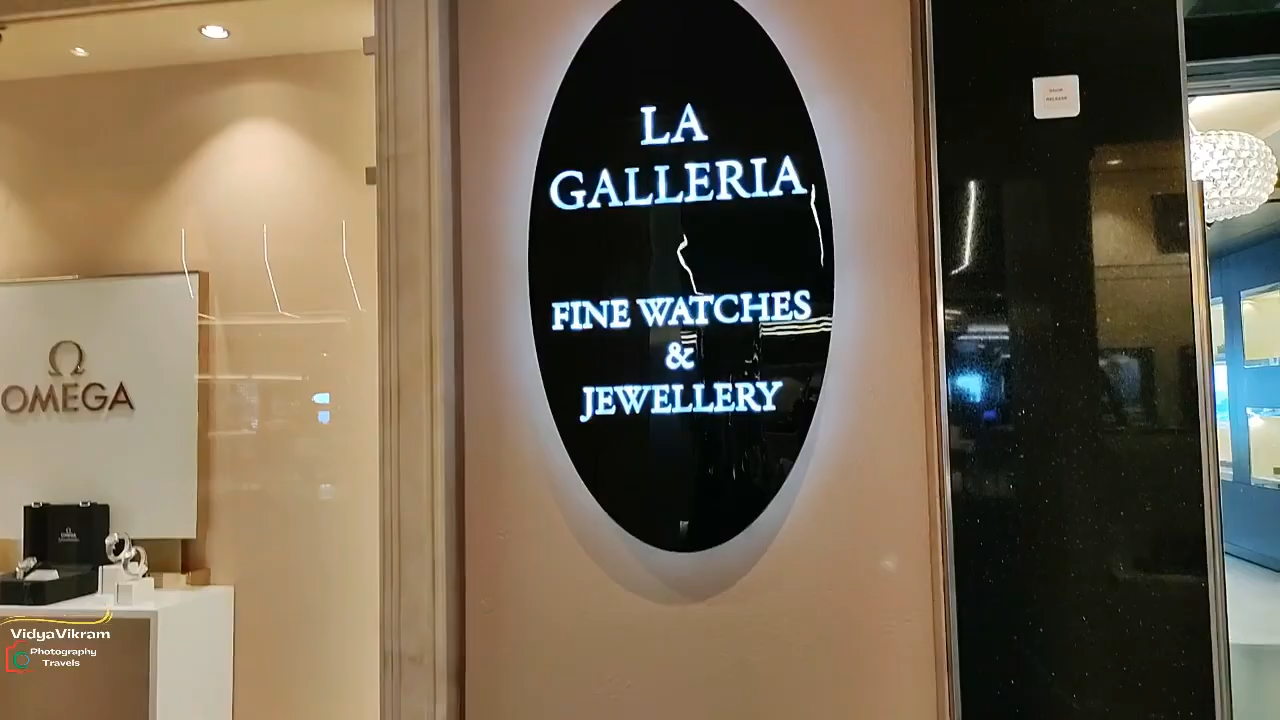 LA
GALLERIA
FINE WATCHES
&
JEWELLERY
Ω
OMEGA
VidyaVikram
Photography
Travels